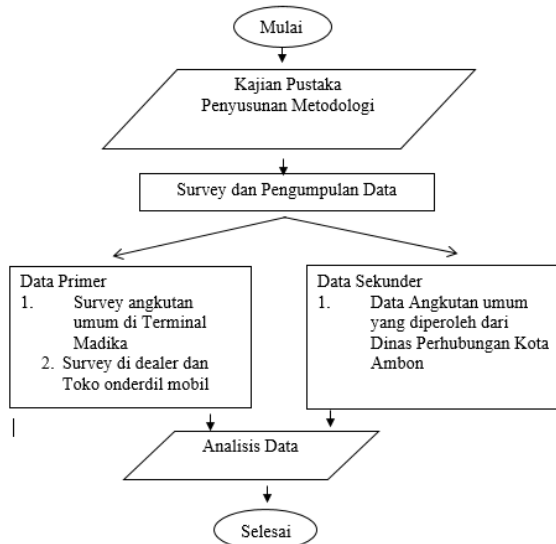 Mulai
Kajian Pustaka
Penyusunan Metodologi
Survey dan Pengumpulan Data
Data Primer
1. Survey angkutan
umum di Terminal
Madika
2. Survey di dealer dan
Toko onderdil mobil
Data Sekunder
1. Data Angkutan umum
yang diperoleh dari
Dinas Perhubungan Kota
Ambon
Analisis Data
Selesai